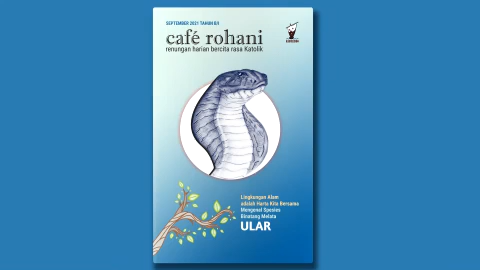 SEPTEMBER 2021 TAHUN II/I
café rohani
renungan harian bercita rasa Katolik
Lingkungan Alam
adalah Harta Kita Bersama
Mengenal Spesies
Binatang Melata
ULAR